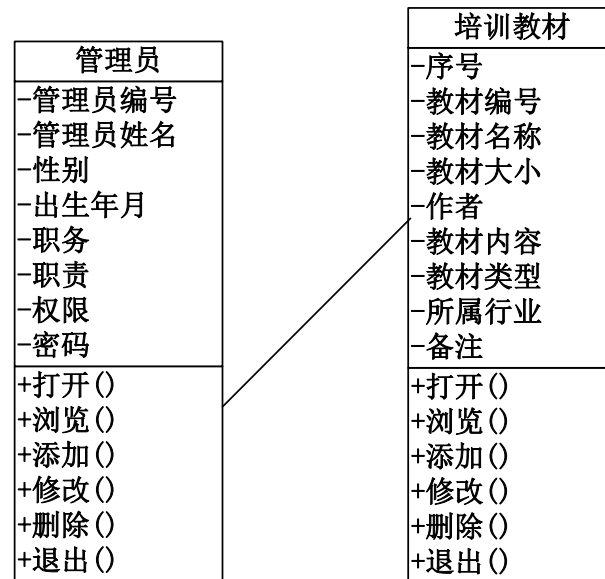 管理员
-管理员编号
-管理员姓名
-性别
-出生年月
-职务
-职责
-权限
-密码
+打开()
+浏览()
+添加()
+修改()
+删除()
+退出()
培训教材
-序号
-教材编号
-教材名称
-教材大小
-作者
-教材内容
-教材类型
-所属行业
-备注
+打开()
+浏览()
+添加()
+修改()
+删除()
+退出()